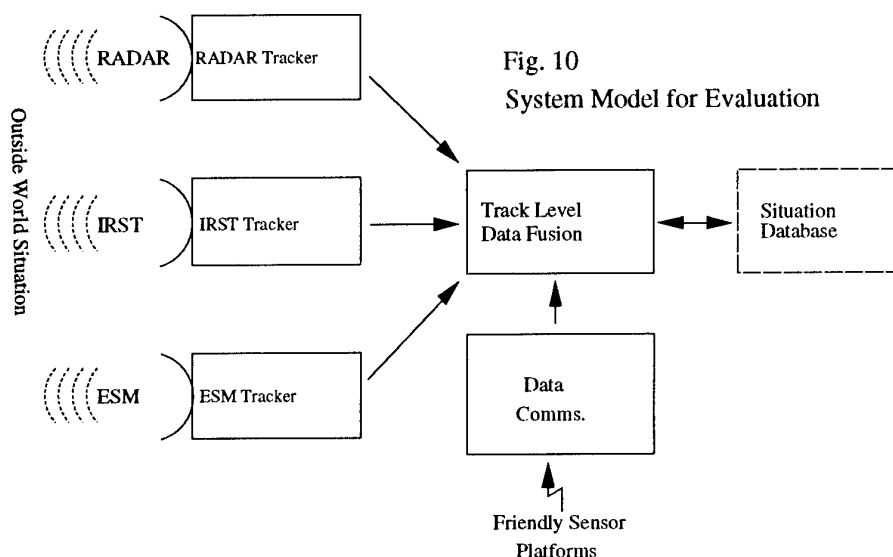 RADAR
RADAR Tracker
Fig. 10
System Model for Evaluation
Outside World Situation
IRST
IRST Tracker
Track Level
Data Fusion
Situation
Database
ESM
ESM Tracker
Data
Comms.
Friendly Sensor
Platforms